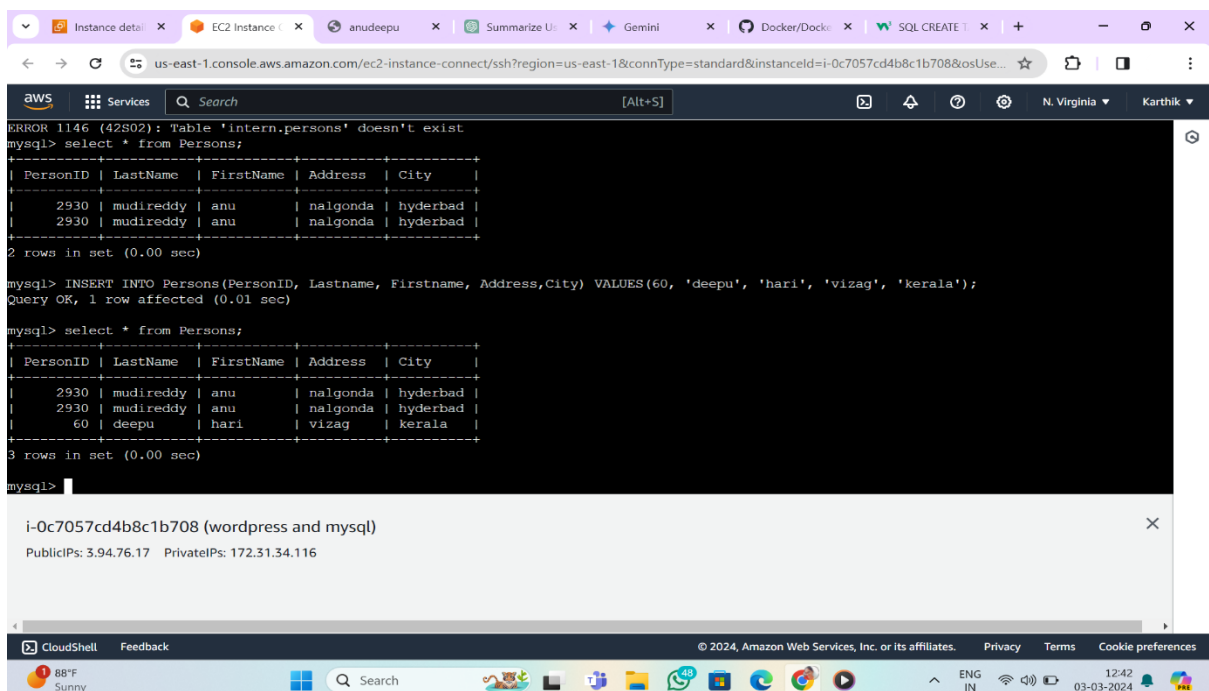 Instance detail
EC2 Instance C
anudeepu
Summarize Us
Gemini
Docker/Docke
SQL CREATE T
us-east-1.console.aws.amazon.com/ec2-instance-connect/ssh?region=us-east-1&connType=standard&instanceId=i-0c7057cd4b8c1b708&osUse...
aws Services Search [Alt+S] N. Virginia ▼ Karthik ▼
ERROR 1146 (42S02): Table 'intern.persons' doesn't exist
mysql> select * from Persons;
+----------+-----------+-----------+----------+----------+
| PersonID | LastName | FirstName | Address | City |
+----------+-----------+-----------+----------+----------+
| 2930 | mudireddy | anu | nalgonda | hyderbad |
| 2930 | mudireddy | anu | nalgonda | hyderbad |
+----------+-----------+-----------+----------+----------+
2 rows in set (0.00 sec)
mysql> INSERT INTO Persons(PersonID, Lastname, Firstname, Address,City) VALUES(60, 'deepu', 'hari', 'vizag', 'kerala');
Query OK, 1 row affected (0.01 sec)
mysql> select * from Persons;
+----------+-----------+-----------+----------+----------+
| PersonID | LastName | FirstName | Address | City |
+----------+-----------+-----------+----------+----------+
| 2930 | mudireddy | anu | nalgonda | hyderbad |
| 2930 | mudireddy | anu | nalgonda | hyderbad |
| 60 | deepu | hari | vizag | kerala |
+----------+-----------+-----------+----------+----------+
3 rows in set (0.00 sec)
mysql>
i-0c7057cd4b8c1b708 (wordpress and mysql)
PublicIPs: 3.94.76.17 PrivateIPs: 172.31.34.116
CloudShell Feedback © 2024, Amazon Web Services, Inc. or its affiliates. Privacy Terms Cookie preferences
1 88°F
Sunny
Search
48
ENG
IN
12:42
03-03-2024
PRE